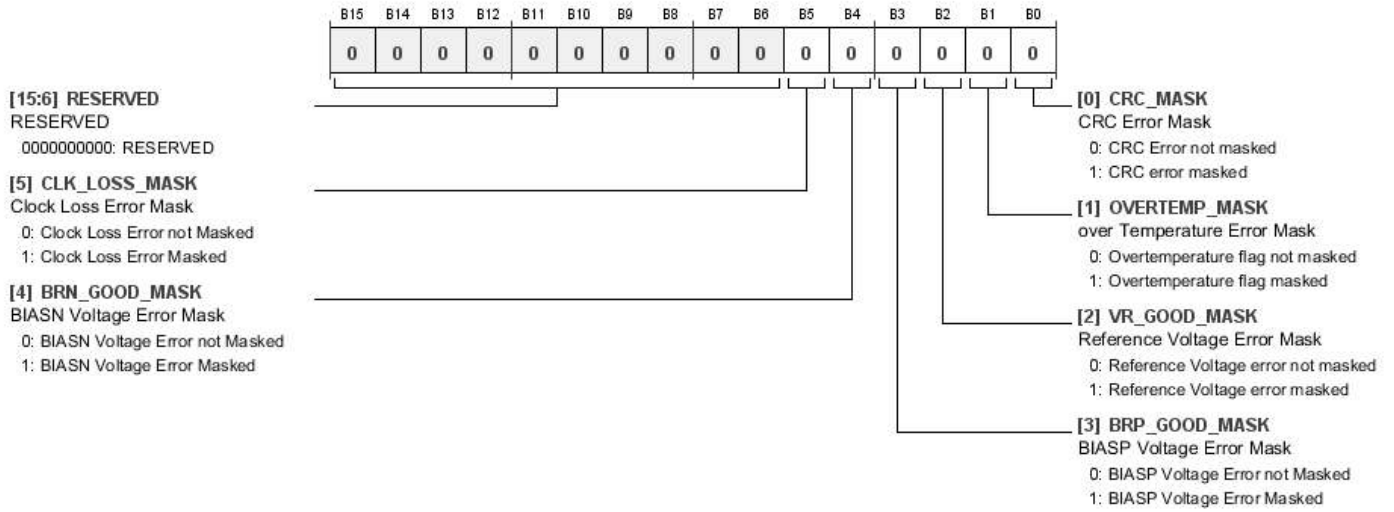 B15 B14 B13 B12 B11 B10 B9 B8 B7 B6 B5 B4 B3 B2 B1 B0
0 0 0 0 0 0 0 0 0 0 0 0 0 0 0 0
[15:6] RESERVED
RESERVED
0000000000: RESERVED
[5] CLK_LOSS_MASK
Clock Loss Error Mask
0: Clock Loss Error not Masked
1: Clock Loss Error Masked
[4] BRN_GOOD_MASK
BIASN Voltage Error Mask
0: BIASN Voltage Error not Masked
1: BIASN Voltage Error Masked
[0] CRC_MASK
CRC Error Mask
0: CRC Error not masked
1: CRC error masked
[1] OVERTEMP_MASK
over Temperature Error Mask
0: Overtemperature flag not masked
1: Overtemperature flag masked
[2] VR_GOOD_MASK
Reference Voltage Error Mask
0: Reference Voltage error not masked
1: Reference Voltage error masked
[3] BRP_GOOD_MASK
BIASP Voltage Error Mask
0: BIASP Voltage Error not Masked
1: BIASP Voltage Error Masked